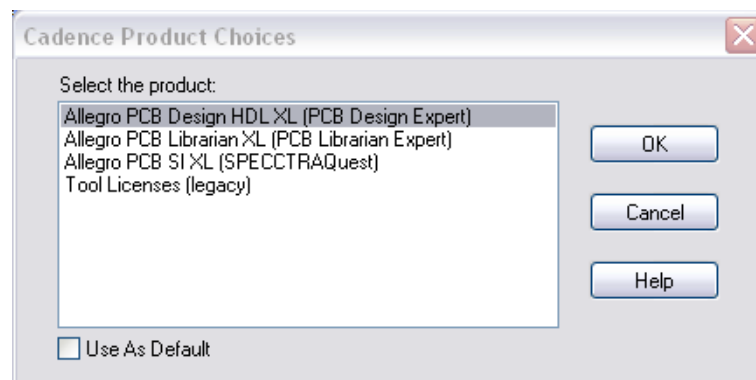 Cadence Product Choices
Select the product:
Allegro PCB Design HDL XL (PCB Design Expert)
Allegro PCB Librarian XL (PCB Librarian Expert)
Allegro PCB SI XL (SPECCTRAQuest)
Tool Licenses (legacy)
OK
Cancel
Help
Use As Default